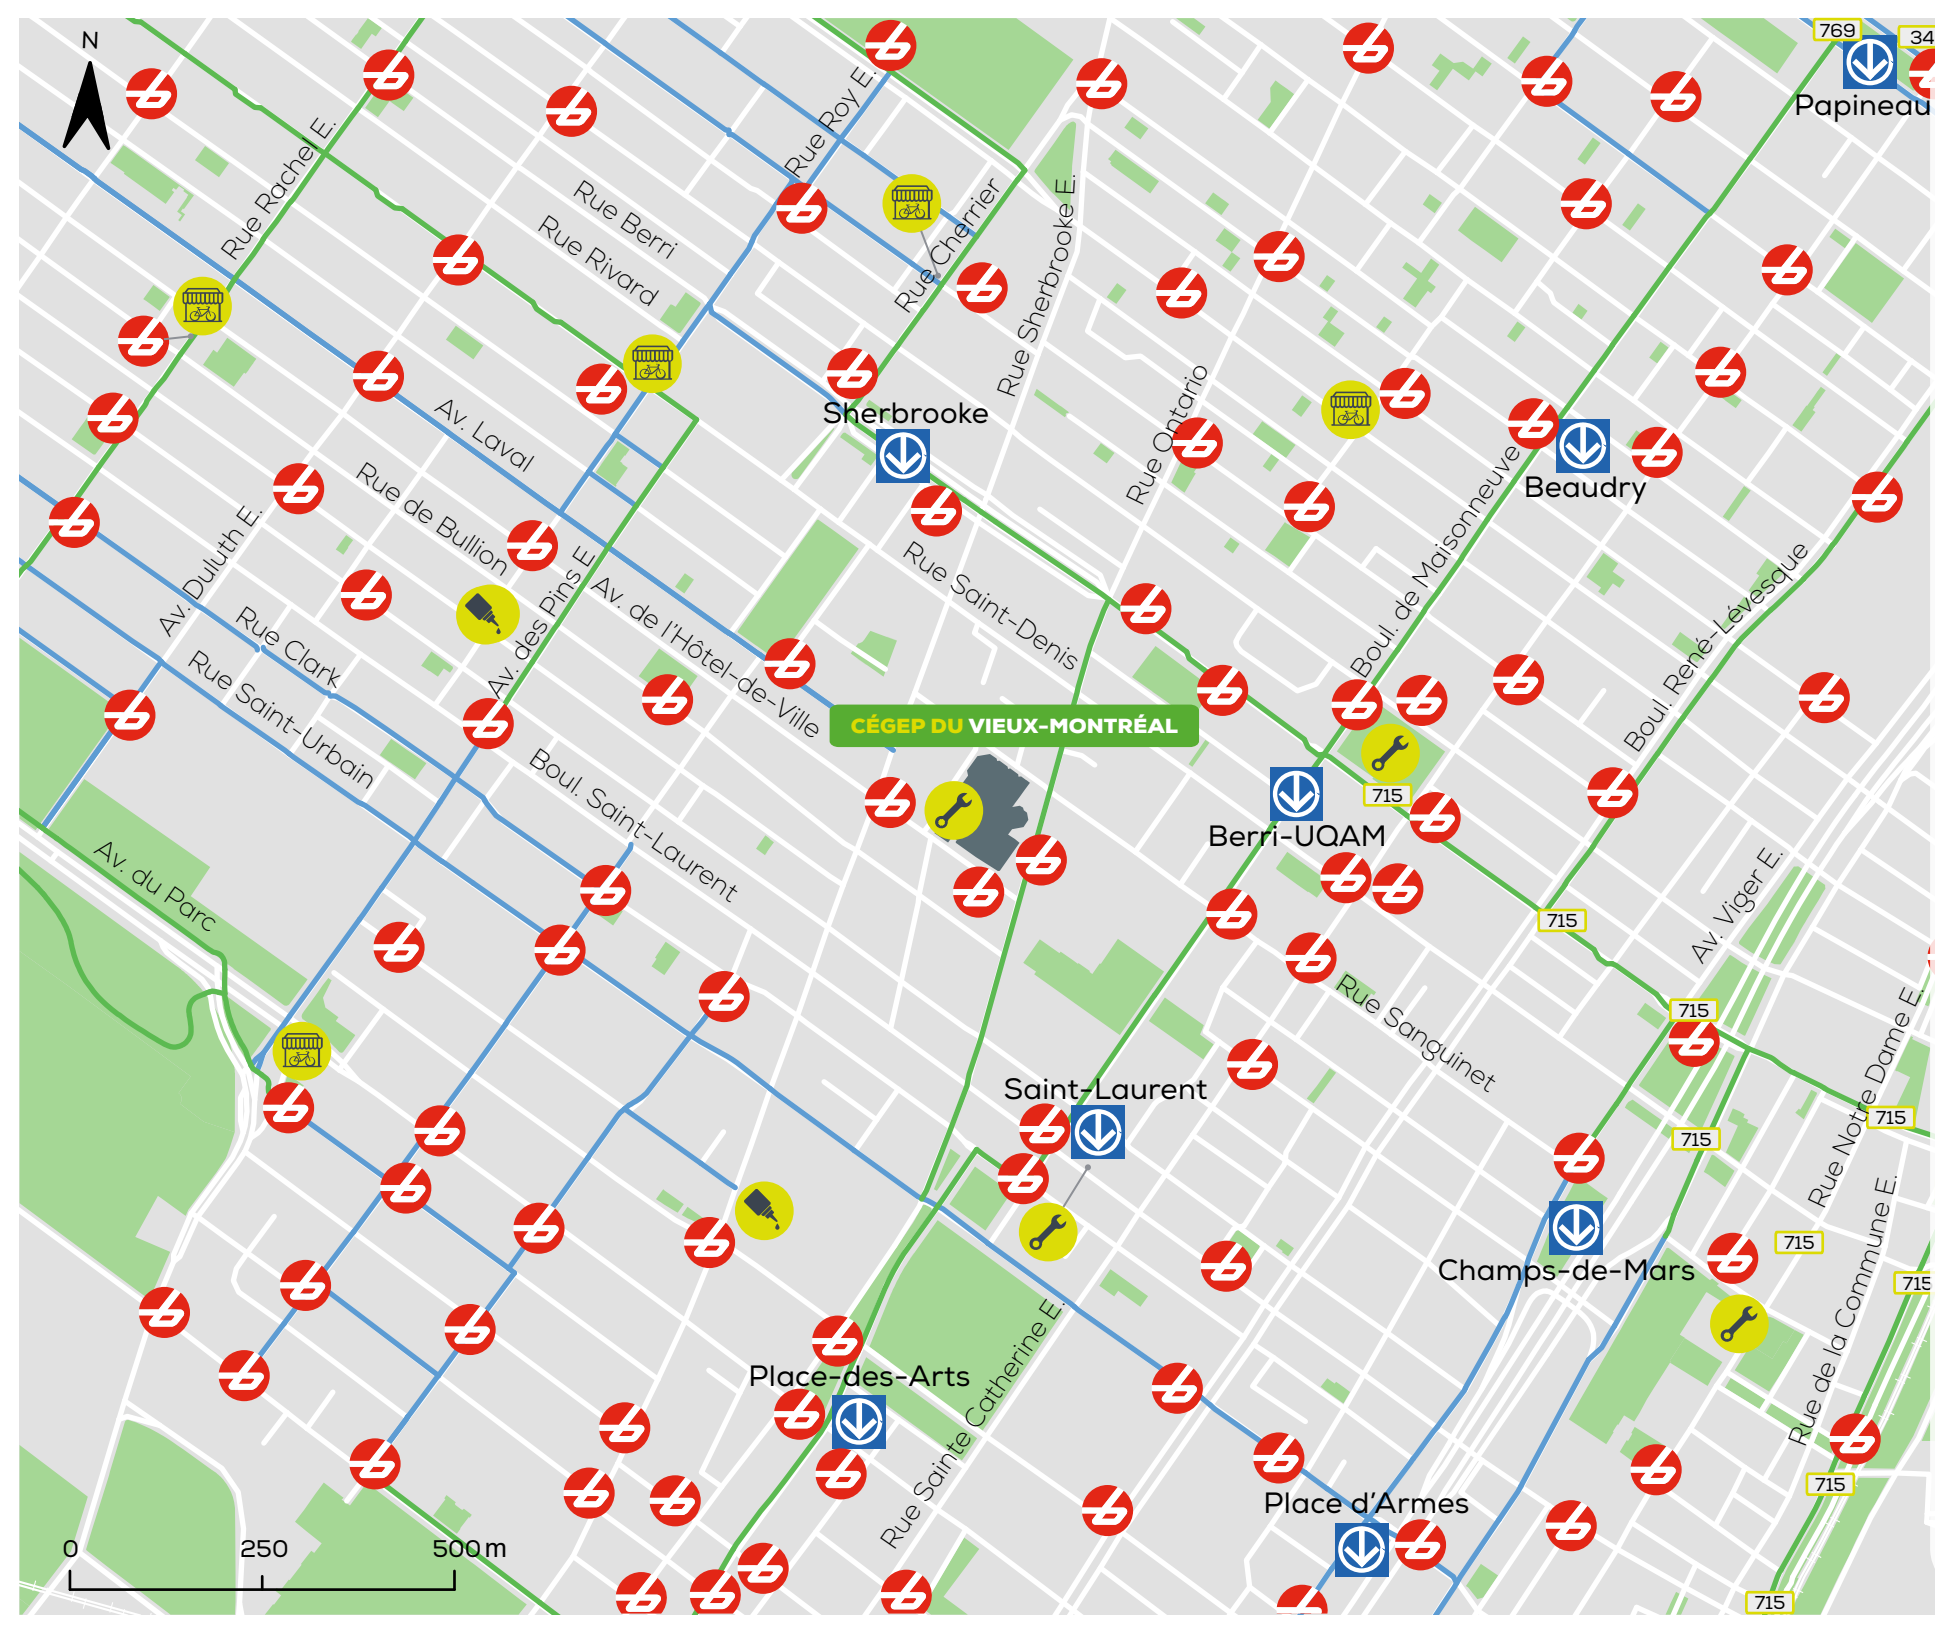 N
769
34
Papineau
Rue Roy E.
Rue Rachel E.
Rue Berri
Rue Rivard
Rue Cherrier
Rue Sherbrooke E.
Rue Ontario
Sherbrooke
Av. Laval
Rue de Bullion
Av. Duluth E.
Av. des Pins E
Av. de l'Hôtel-de-Ville
Rue Saint-Denis
Boul. de Maisonneuve
Beaudry
Boul. René-Lévesque
Rue Clark
Rue Saint-Urbain
Boul. Saint-Laurent
CÉGEP DU VIEUX-MONTRÉAL
715
Berri-UQAM
Av. du Parc
715
Av. Viger E.
Rue Sanguinet
715
Rue Notre Dame E.
715
715
Saint-Laurent
Rue de la Commune E.
715
715
Champs-de-Mars
Place-des-Arts
Rue Sainte Catherine E.
Place d'Armes
715
715
0 250 500 m